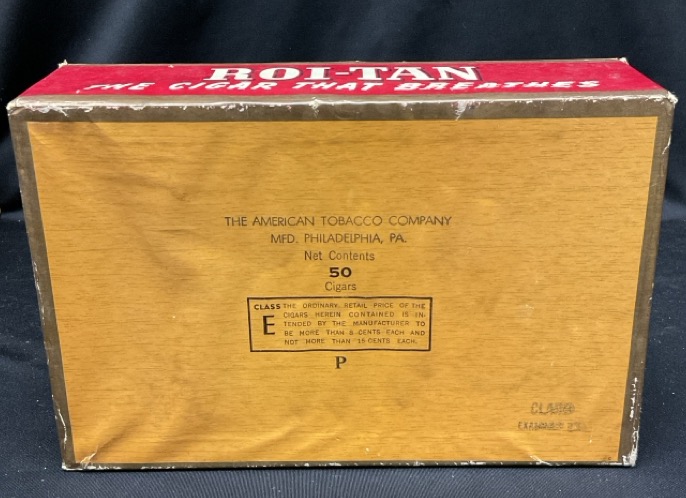 ROI-TAN
THE CIGAR THAT BREATHES
THE AMERICAN TOBACCO COMPANY
MFD. PHILADELPHIA, PA.
Net Contents
50
Cigars
CLASS E
THE ORDINARY RETAIL PRICE OF THE
CIGARS HEREIN CONTAINED IS IN-
TENDED BY THE MANUFACTURER TO
BE MORE THAN 8 CENTS EACH AND
NOT MORE THAN 15 CENTS EACH.
P